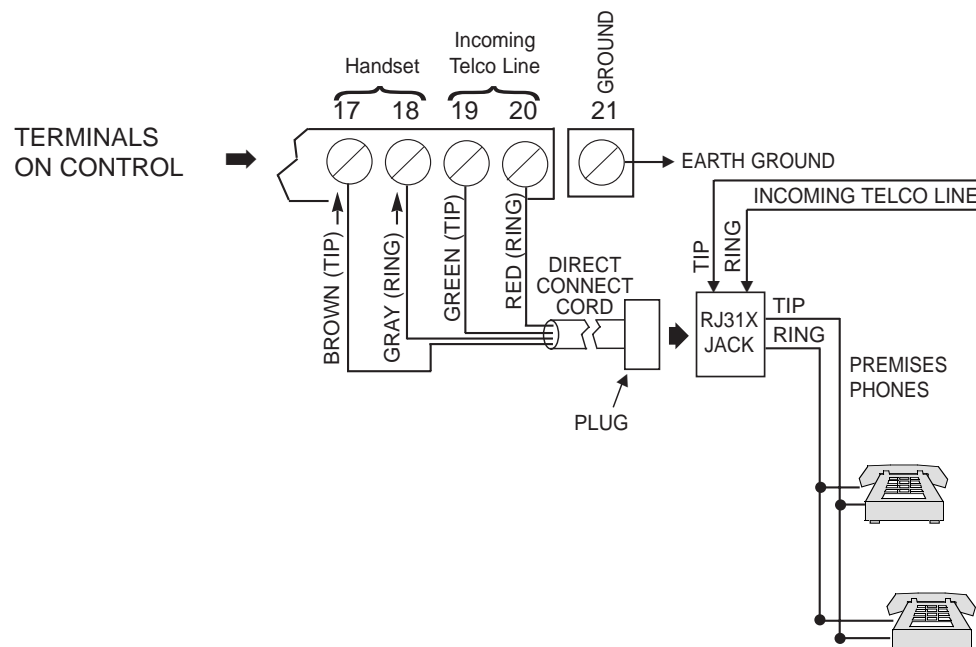 Incoming
Handset
Telco Line
GROUND
17
18
19
20
21
TERMINALS
ON CONTROL
EARTH GROUND
INCOMING TELCO LINE
BROWN (TIP)
GRAY (RING)
GREEN (TIP)
RED (RING)
TIP
RING
DIRECT
CONNECT
CORD
RJ31X
JACK
TIP
RING
PREMISES
PHONES
PLUG